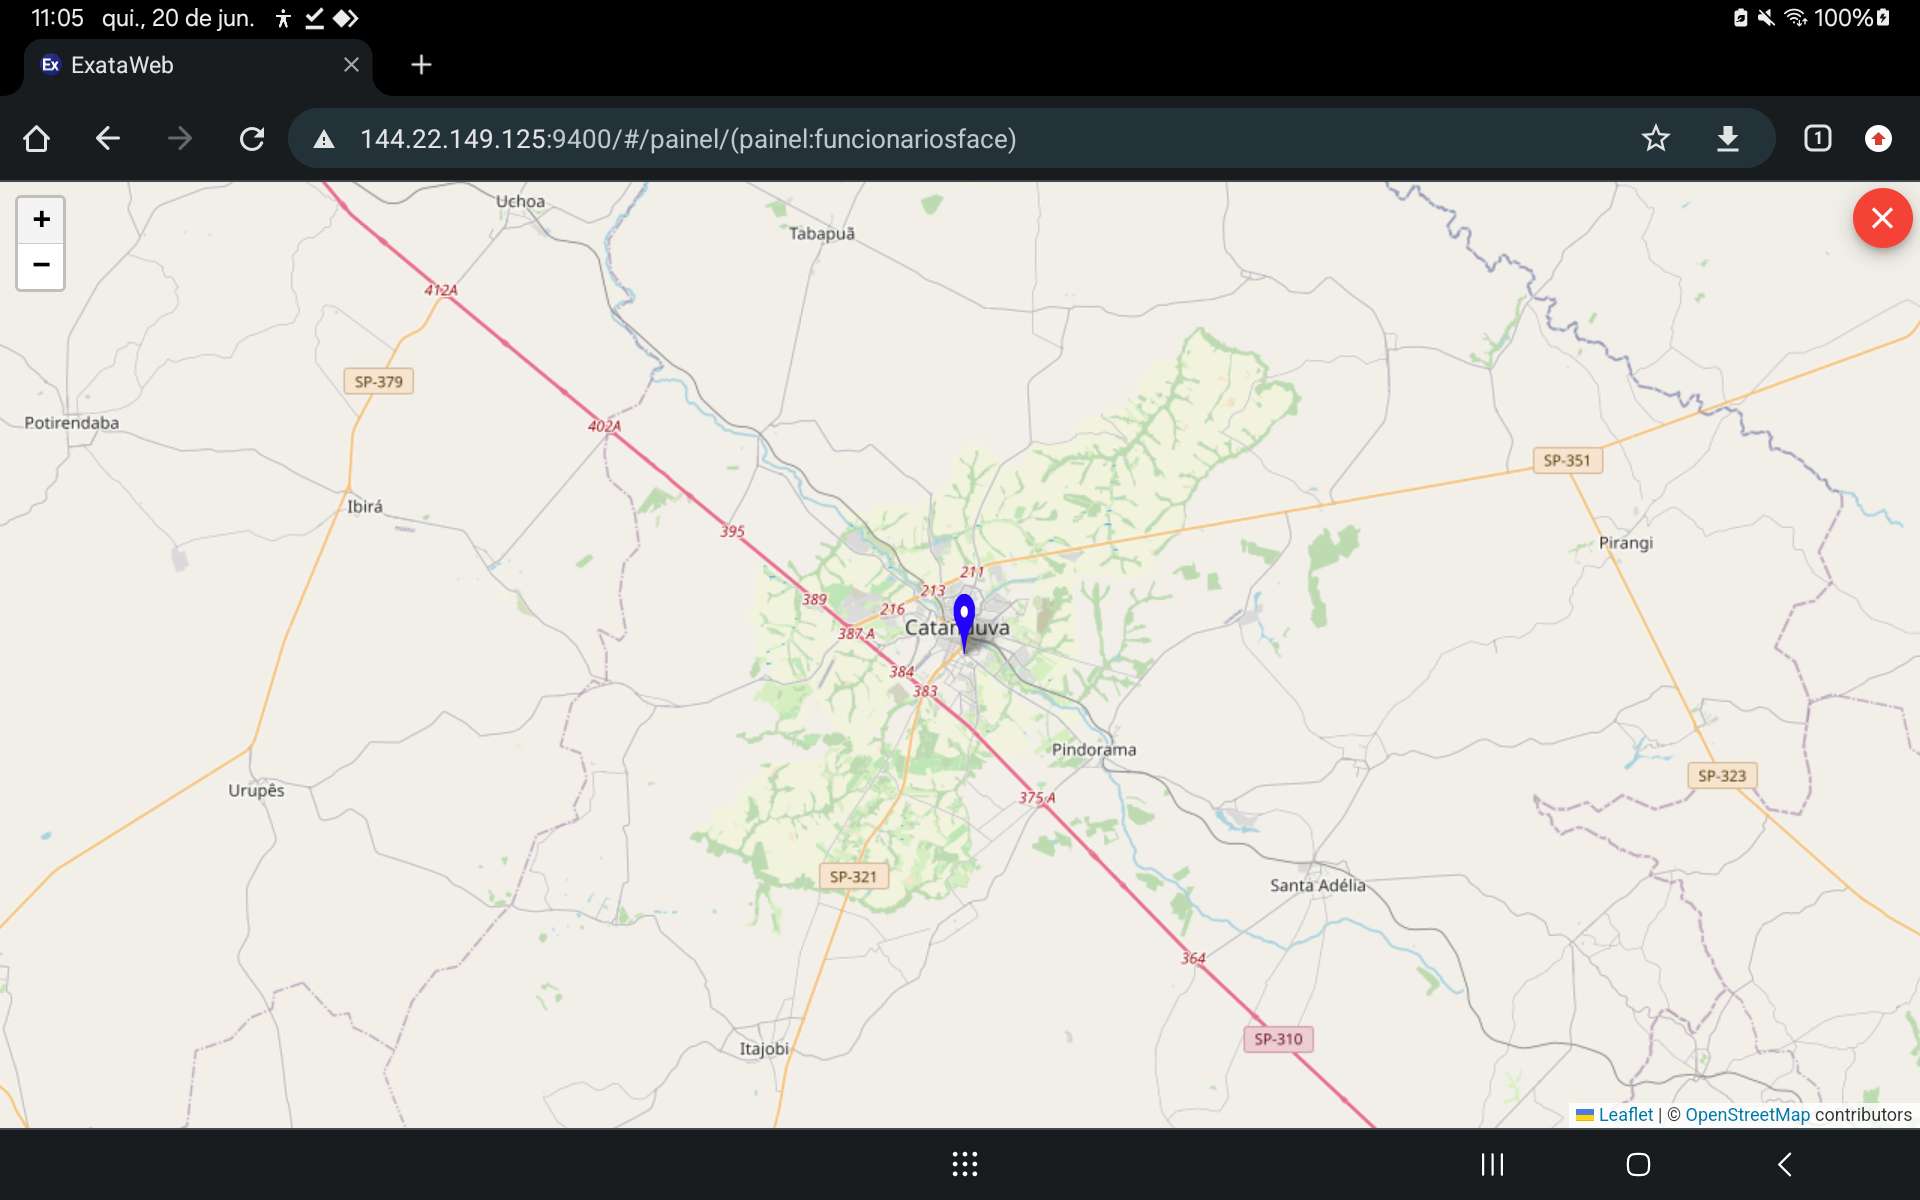 11:05 qui., 20 de jun.
100%
Ex ExataWeb
144.22.149.125:9400/#/painel/(painel:funcionariosface)
1
+
−
Uchoa
Tabapuã
412A
SP-379
Potirendaba
402A
SP-351
Ibirá
395
Pirangi
211
213
389
216
387 A
384
383
Pindorama
SP-323
Urupês
375 A
SP-321
Santa Adélia
364
SP-310
Itajobi
Leaflet | © OpenStreetMap contributors